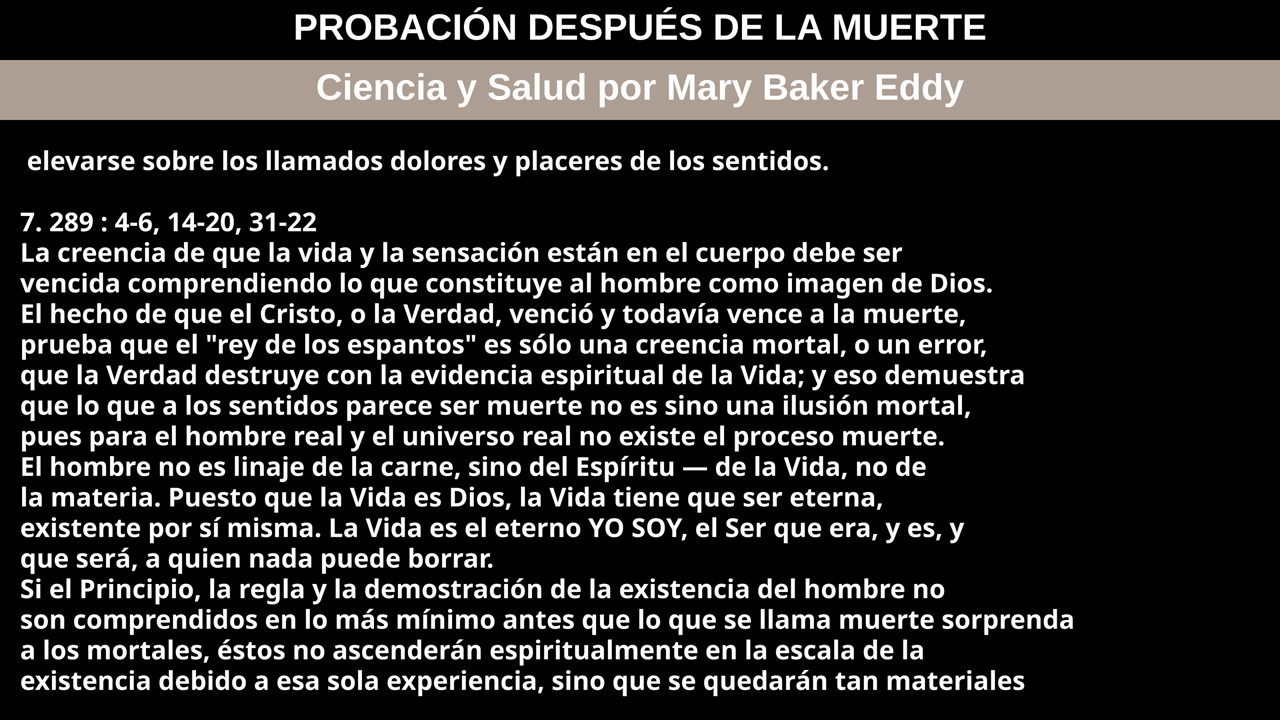 PROBACIÓN DESPUÉS DE LA MUERTE
Ciencia y Salud por Mary Baker Eddy
elevarse sobre los llamados dolores y placeres de los sentidos.
7. 289 : 4-6, 14-20, 31-22
La creencia de que la vida y la sensación están en el cuerpo debe ser
vencida comprendiendo lo que constituye al hombre como imagen de Dios.
El hecho de que el Cristo, o la Verdad, venció y todavía vence a la muerte,
prueba que el "rey de los espantos" es sólo una creencia mortal, o un error,
que la Verdad destruye con la evidencia espiritual de la Vida; y eso demuestra
que lo que a los sentidos parece ser muerte no es sino una ilusión mortal,
pues para el hombre real y el universo real no existe el proceso muerte.
El hombre no es linaje de la carne, sino del Espíritu — de la Vida, no de
la materia. Puesto que la Vida es Dios, la Vida tiene que ser eterna,
existente por sí misma. La Vida es el eterno YO SOY, el Ser que era, y es, y
que será, a quien nada puede borrar.
Si el Principio, la regla y la demostración de la existencia del hombre no
son comprendidos en lo más mínimo antes que lo que se llama muerte sorprenda
a los mortales, éstos no ascenderán espiritualmente en la escala de la
existencia debido a esa sola experiencia, sino que se quedarán tan materiales